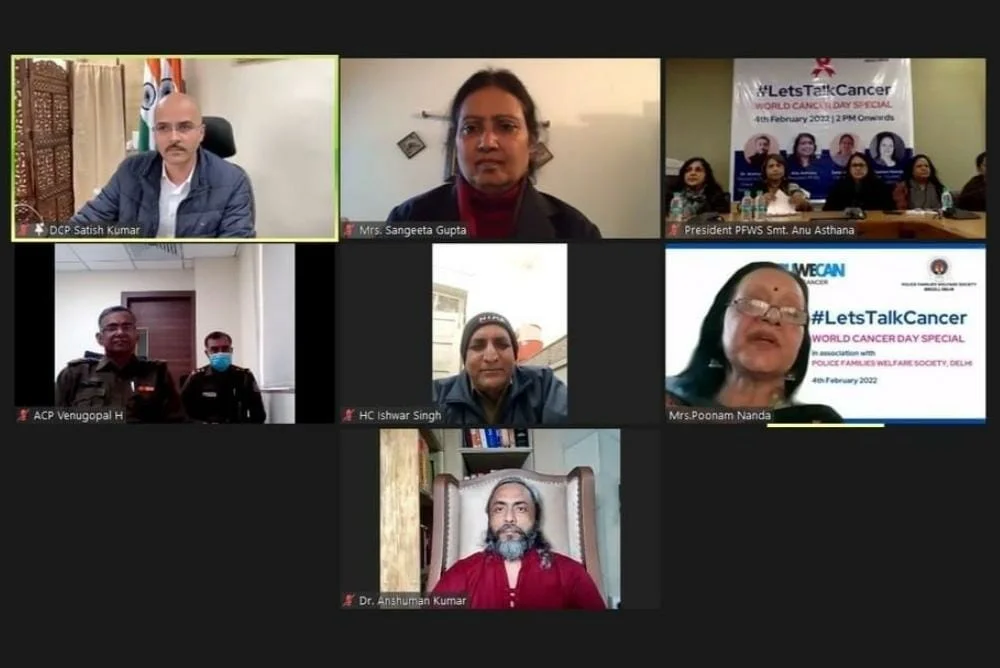 DCP Satish Kumar
Mrs. Sangeeta Gupta
#LetsTalkCancer
WORLD CANCER DAY SPECIAL
4th February 2022 | 2 PM Onwards
President PFWS Smt. Anu Asthana
ACP Venugopal H
NIKE
HC Ishwar Singh
WECAN
CANCER
POLICE FAMILIES WELFARE SOCIETY
#LetsTalkCancer
WORLD CANCER DAY SPECIAL
in association with
POLICE FAMILIES WELFARE SOCIETY, DELHI
4th February 2022
Mrs.Poonam Nanda
Dr. Anshuman Kumar